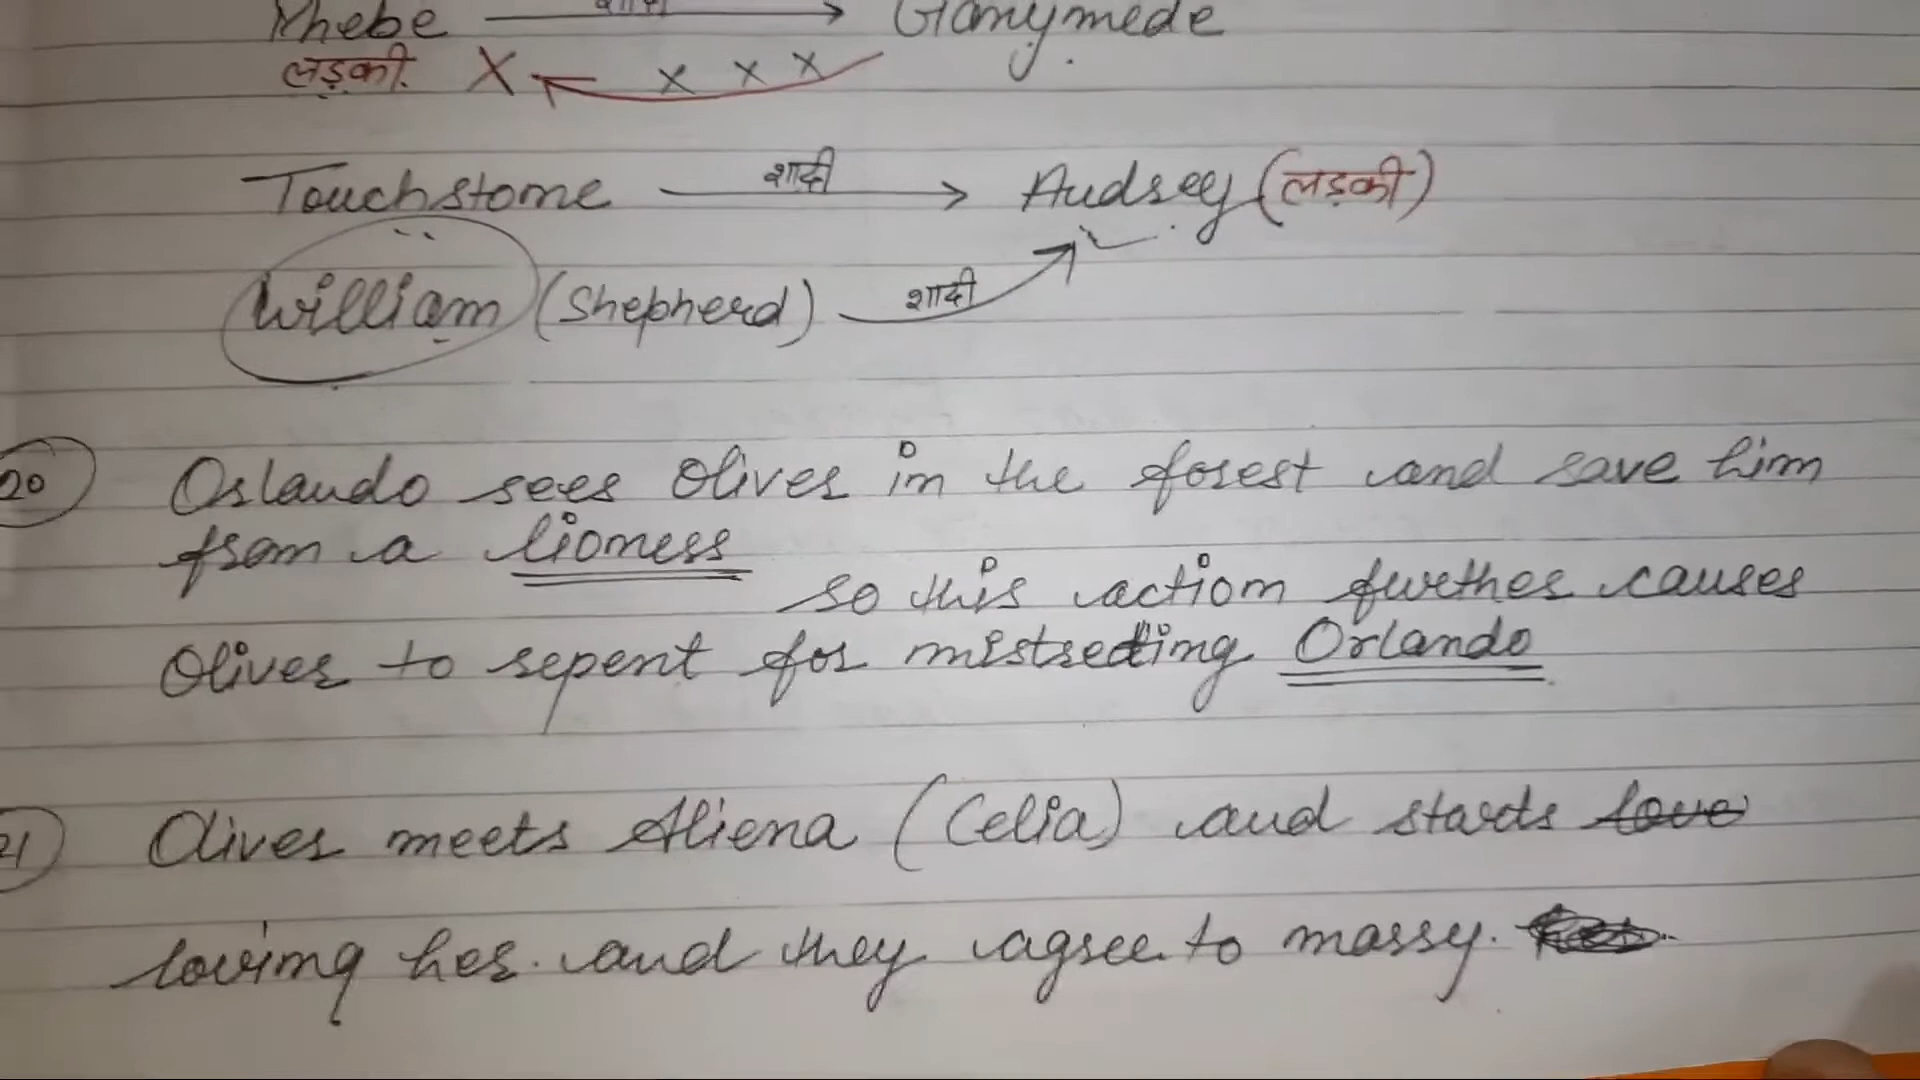 Phebe शादी Ganymede
लड़की. X X X X
Touchstone शादी Audrey (लड़की)
William (Shepherd) शादी
20 Orlando sees Oliver in the forest and save him
from a lioness
so this action further causes
Oliver to repent for mistreting Orlando
21 Oliver meets Aliena (Celia) and starts love
loving her. and they agree to marry.